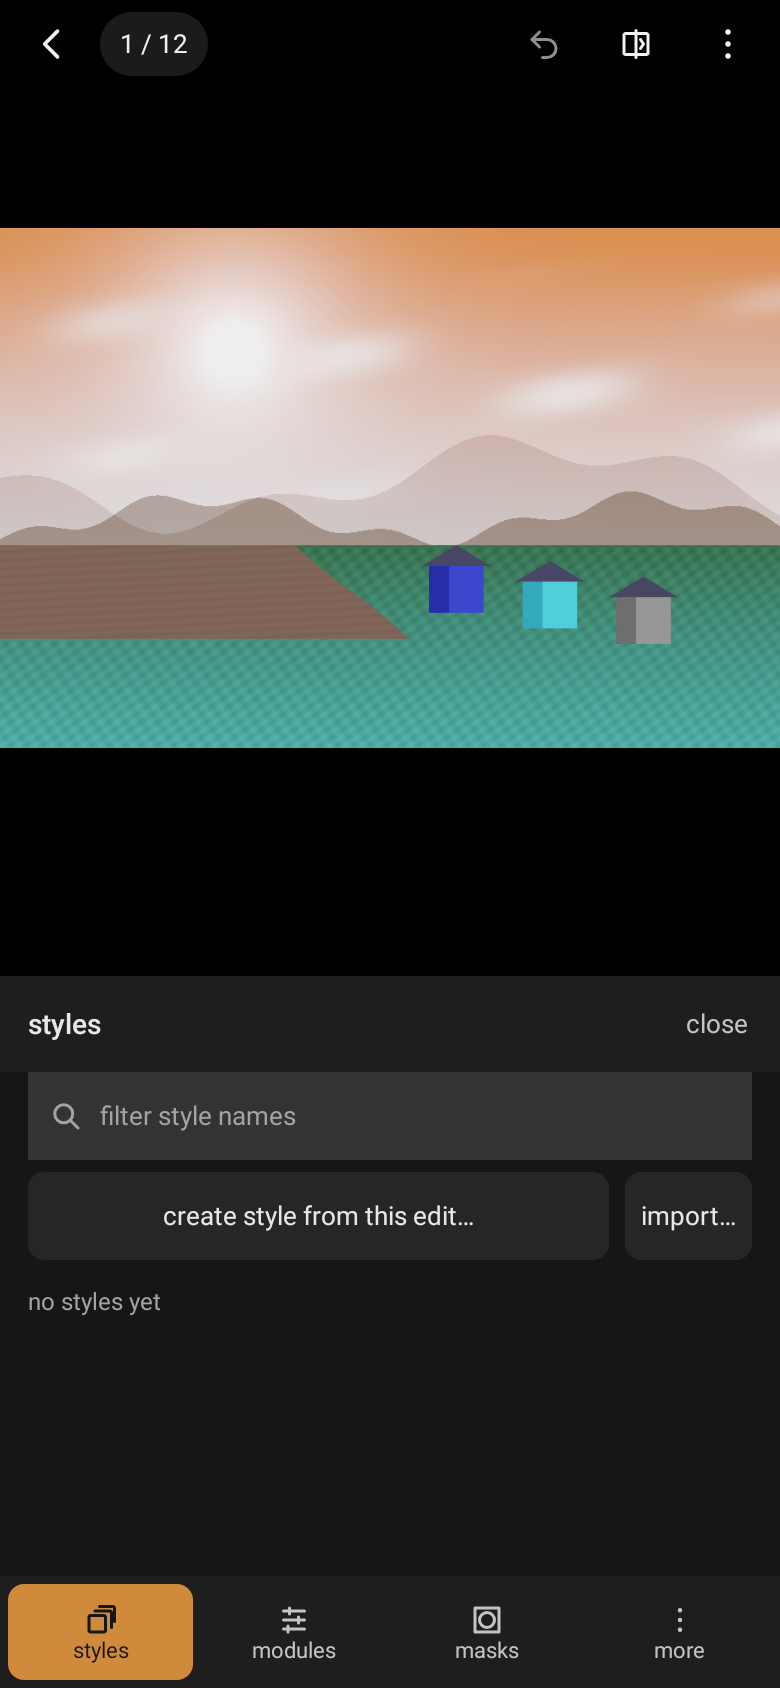 1 / 12
styles
close
filter style names
create style from this edit...
import...
no styles yet
styles
modules
masks
more